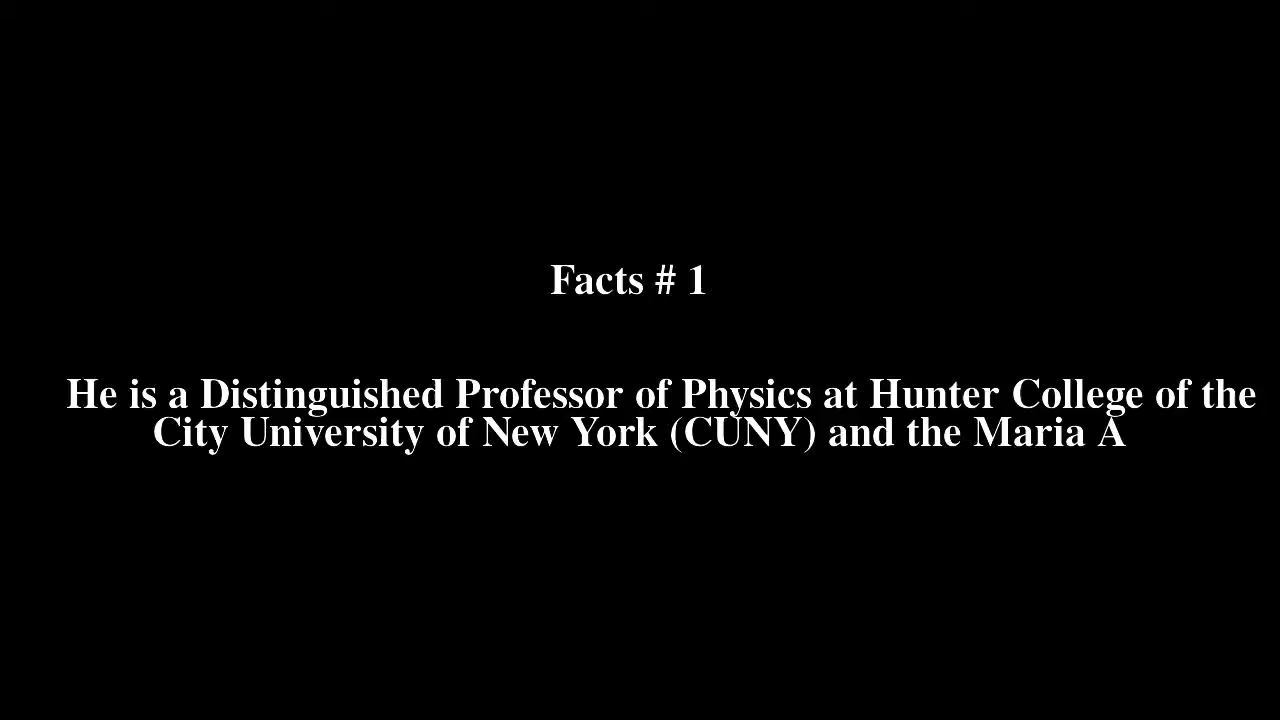 Facts # 1
He is a Distinguished Professor of Physics at Hunter College of the
City University of New York (CUNY) and the Maria A